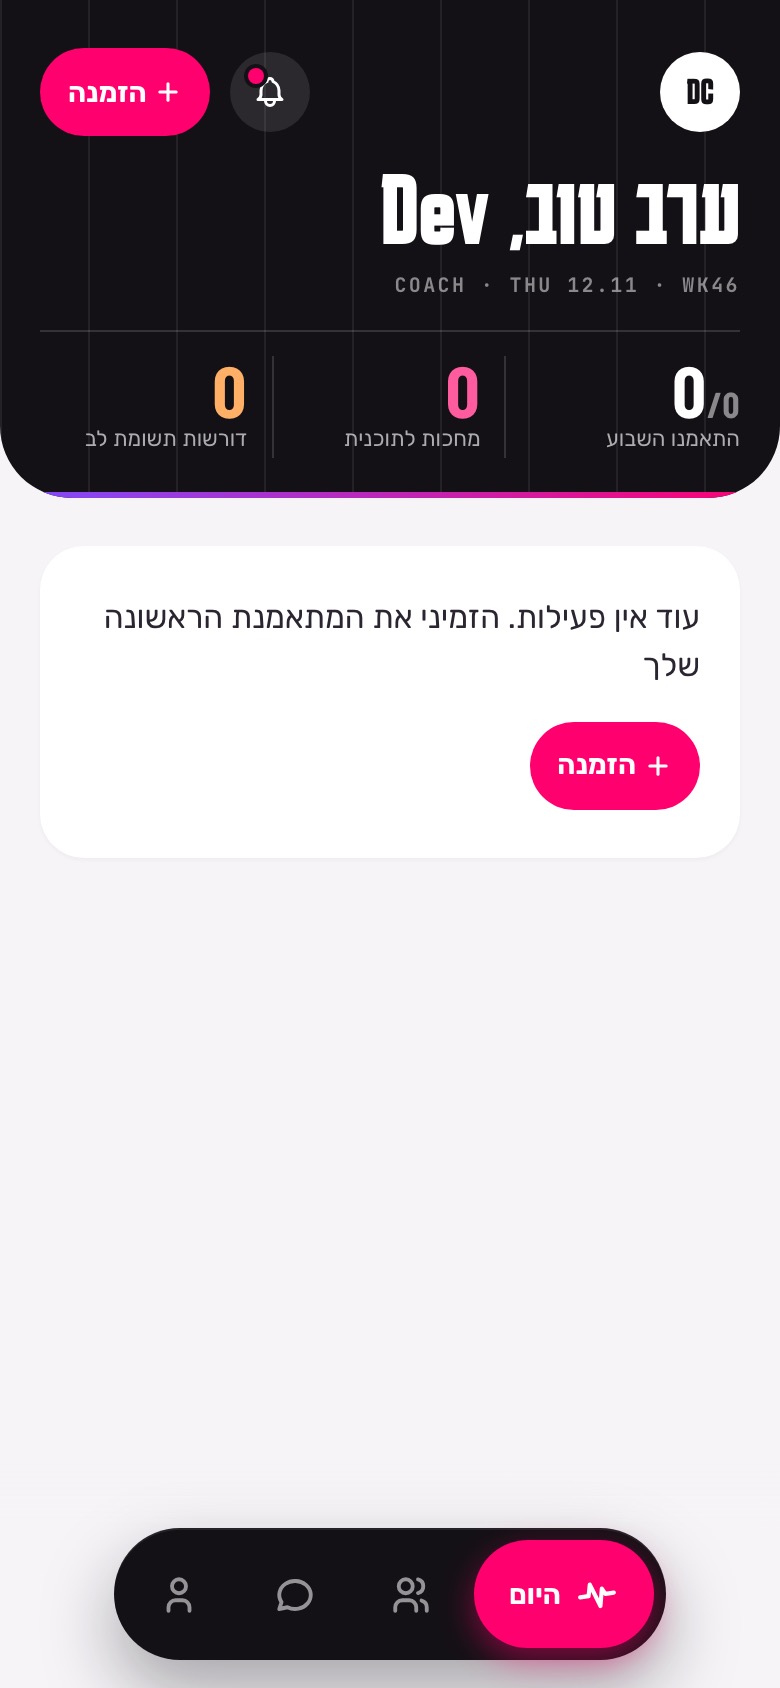 DC
+ הזמנה
ערב טוב, Dev
COACH · THU 12.11 · WK46
0/0
התאמנו השבוע
0
מחכות לתוכנית
0
דורשות תשומת לב
עוד אין פעילות. הזמיני את המתאמנת הראשונה
שלך
+ הזמנה
היום